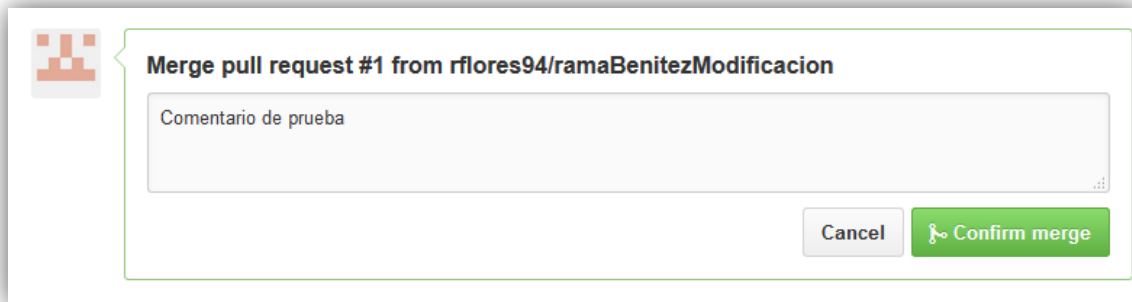 Merge pull request #1 from rflores94/ramaBenitezModificacion
Comentario de prueba
Cancel
Confirm merge